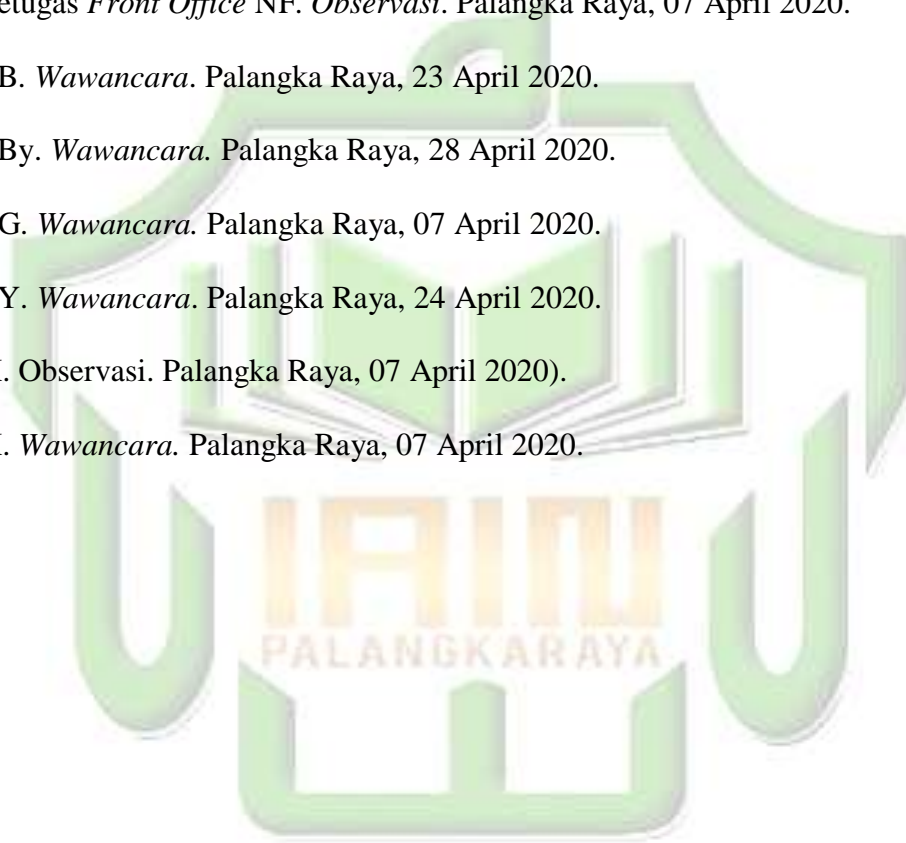 etugas Front Office NF. Observasi. Palangka Raya, 07 April 2020.
B. Wawancara. Palangka Raya, 23 April 2020.
By. Wawancara. Palangka Raya, 28 April 2020.
G. Wawancara. Palangka Raya, 07 April 2020.
Y. Wawancara. Palangka Raya, 24 April 2020.
. Observasi. Palangka Raya, 07 April 2020).
. Wawancara. Palangka Raya, 07 April 2020.
IAIN
PALANGKARAYA